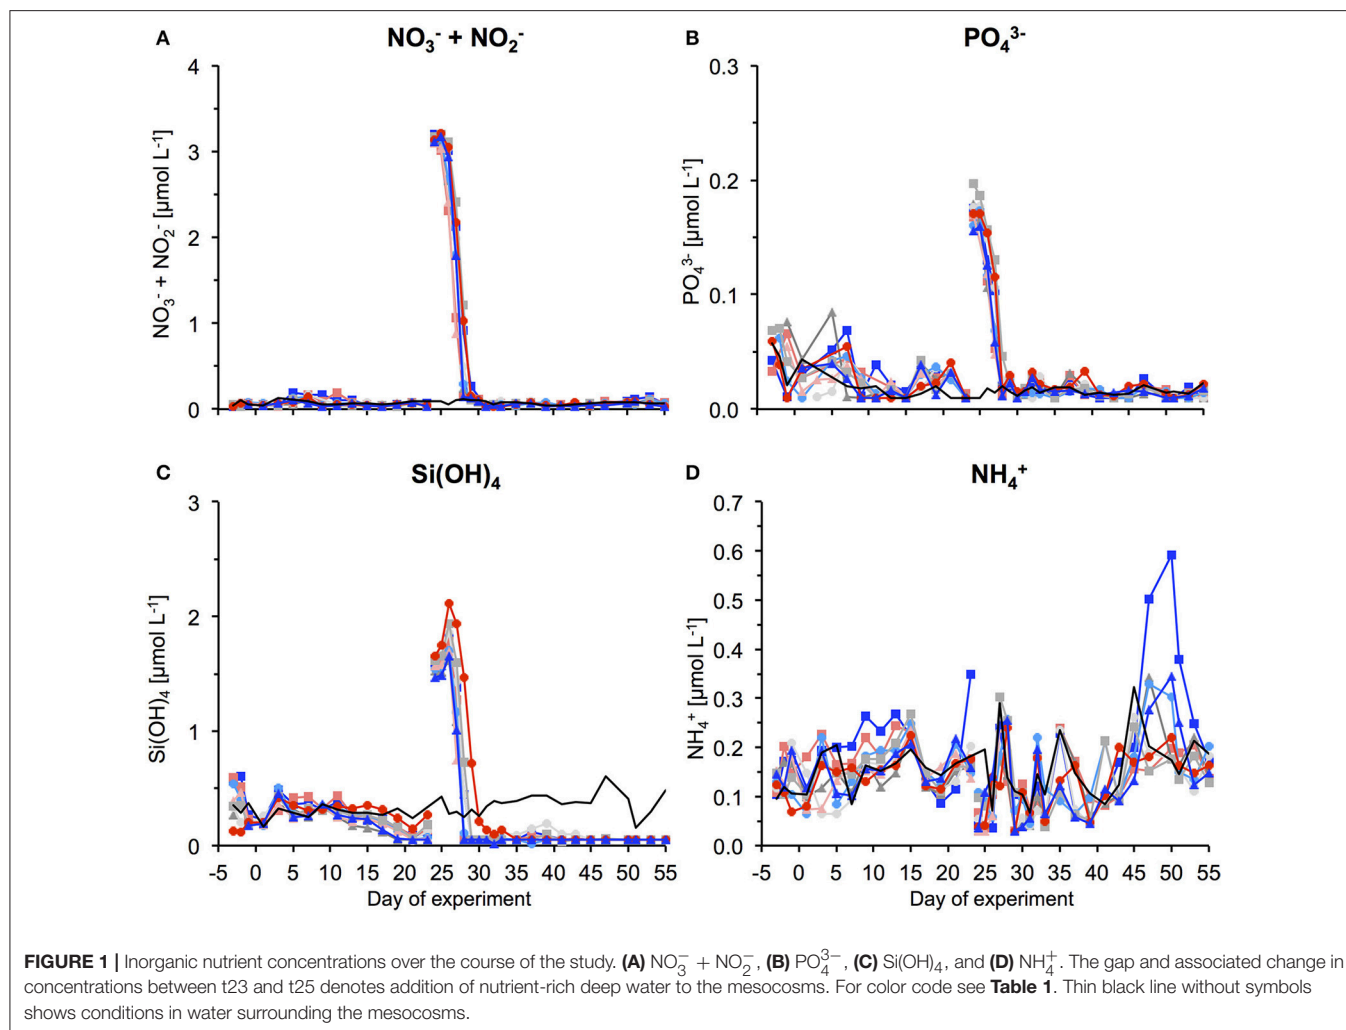 A NO₃⁻ + NO₂⁻
B PO₄³⁻
4
3
2
1
0
NO₃⁻ + NO₂⁻ [µmol L⁻¹]
0.3
0.2
0.1
0.0
PO₄³⁻ [µmol L⁻¹]
C Si(OH)₄
D NH₄⁺
3
2
1
0
Si(OH)₄ [µmol L⁻¹]
0.7
0.6
0.5
0.4
0.3
0.2
0.1
0.0
NH₄⁺ [µmol L⁻¹]
-5 0 5 10 15 20 25 30 35 40 45 50 55
Day of experiment
-5 0 5 10 15 20 25 30 35 40 45 50 55
Day of experiment
FIGURE 1 | Inorganic nutrient concentrations over the course of the study. (A) NO₃⁻ + NO₂⁻, (B) PO₄³⁻, (C) Si(OH)₄, and (D) NH₄⁺. The gap and associated change in
concentrations between t23 and t25 denotes addition of nutrient-rich deep water to the mesocosms. For color code see Table 1. Thin black line without symbols
shows conditions in water surrounding the mesocosms.